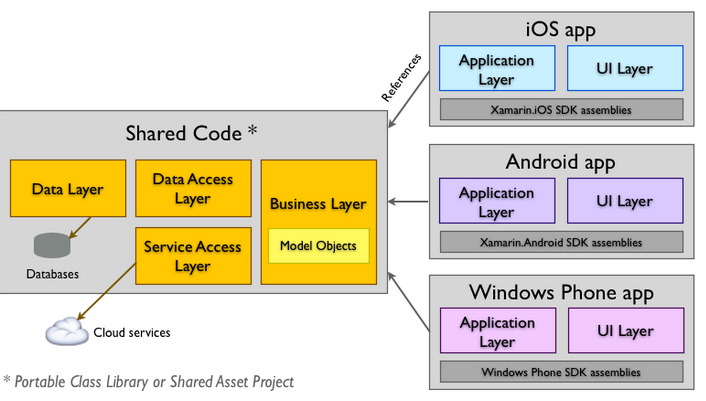 iOS app
Application
Layer
UI Layer
Xamarin.iOS SDK assemblies
References
Shared Code *
Data Layer
Data Access
Layer
Business Layer
Model Objects
Service Access
Layer
Databases
Cloud services
Android app
Application
Layer
UI Layer
Xamarin.Android SDK assemblies
Windows Phone app
Application
Layer
UI Layer
Windows Phone SDK assemblies
* Portable Class Library or Shared Asset Project